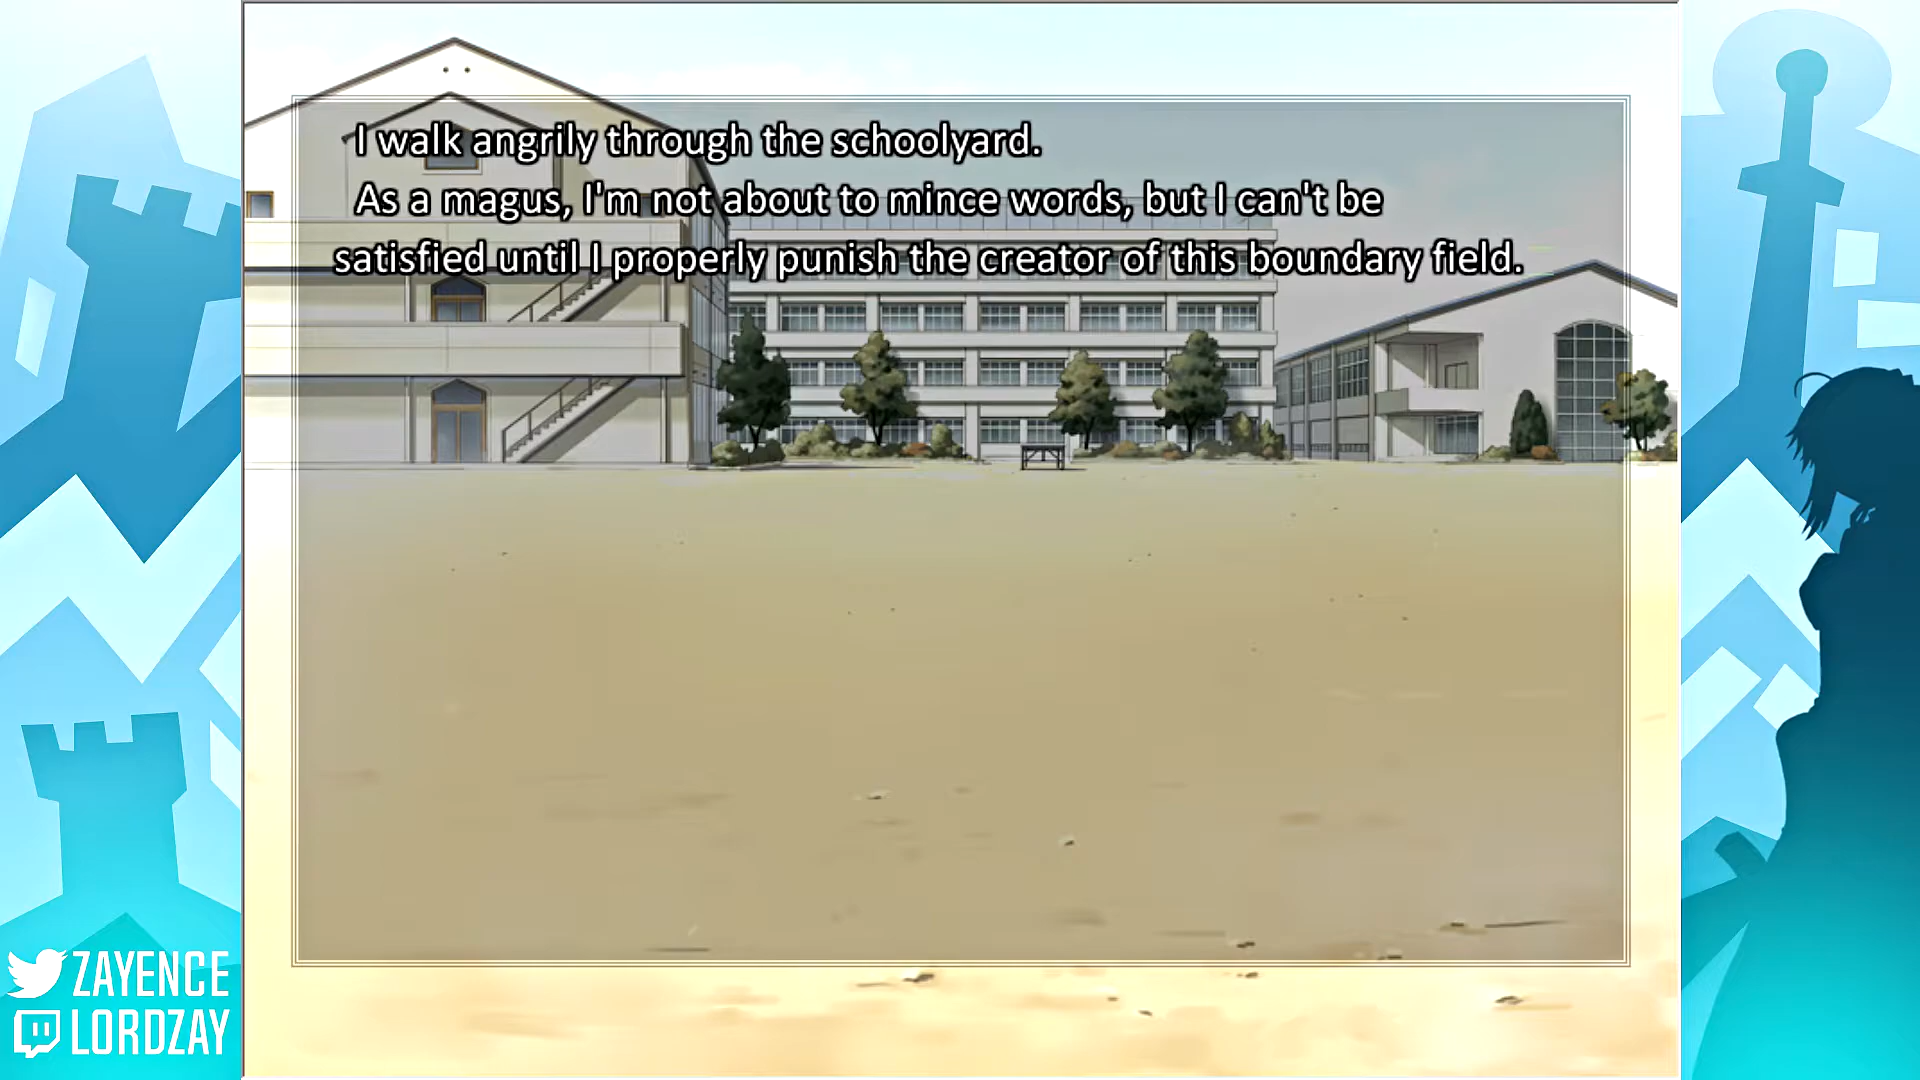 I walk angrily through the schoolyard.
As a magus, I'm not about to mince words, but I can't be
satisfied until I properly punish the creator of this boundary field.
ZAYENCE
LORDZAY